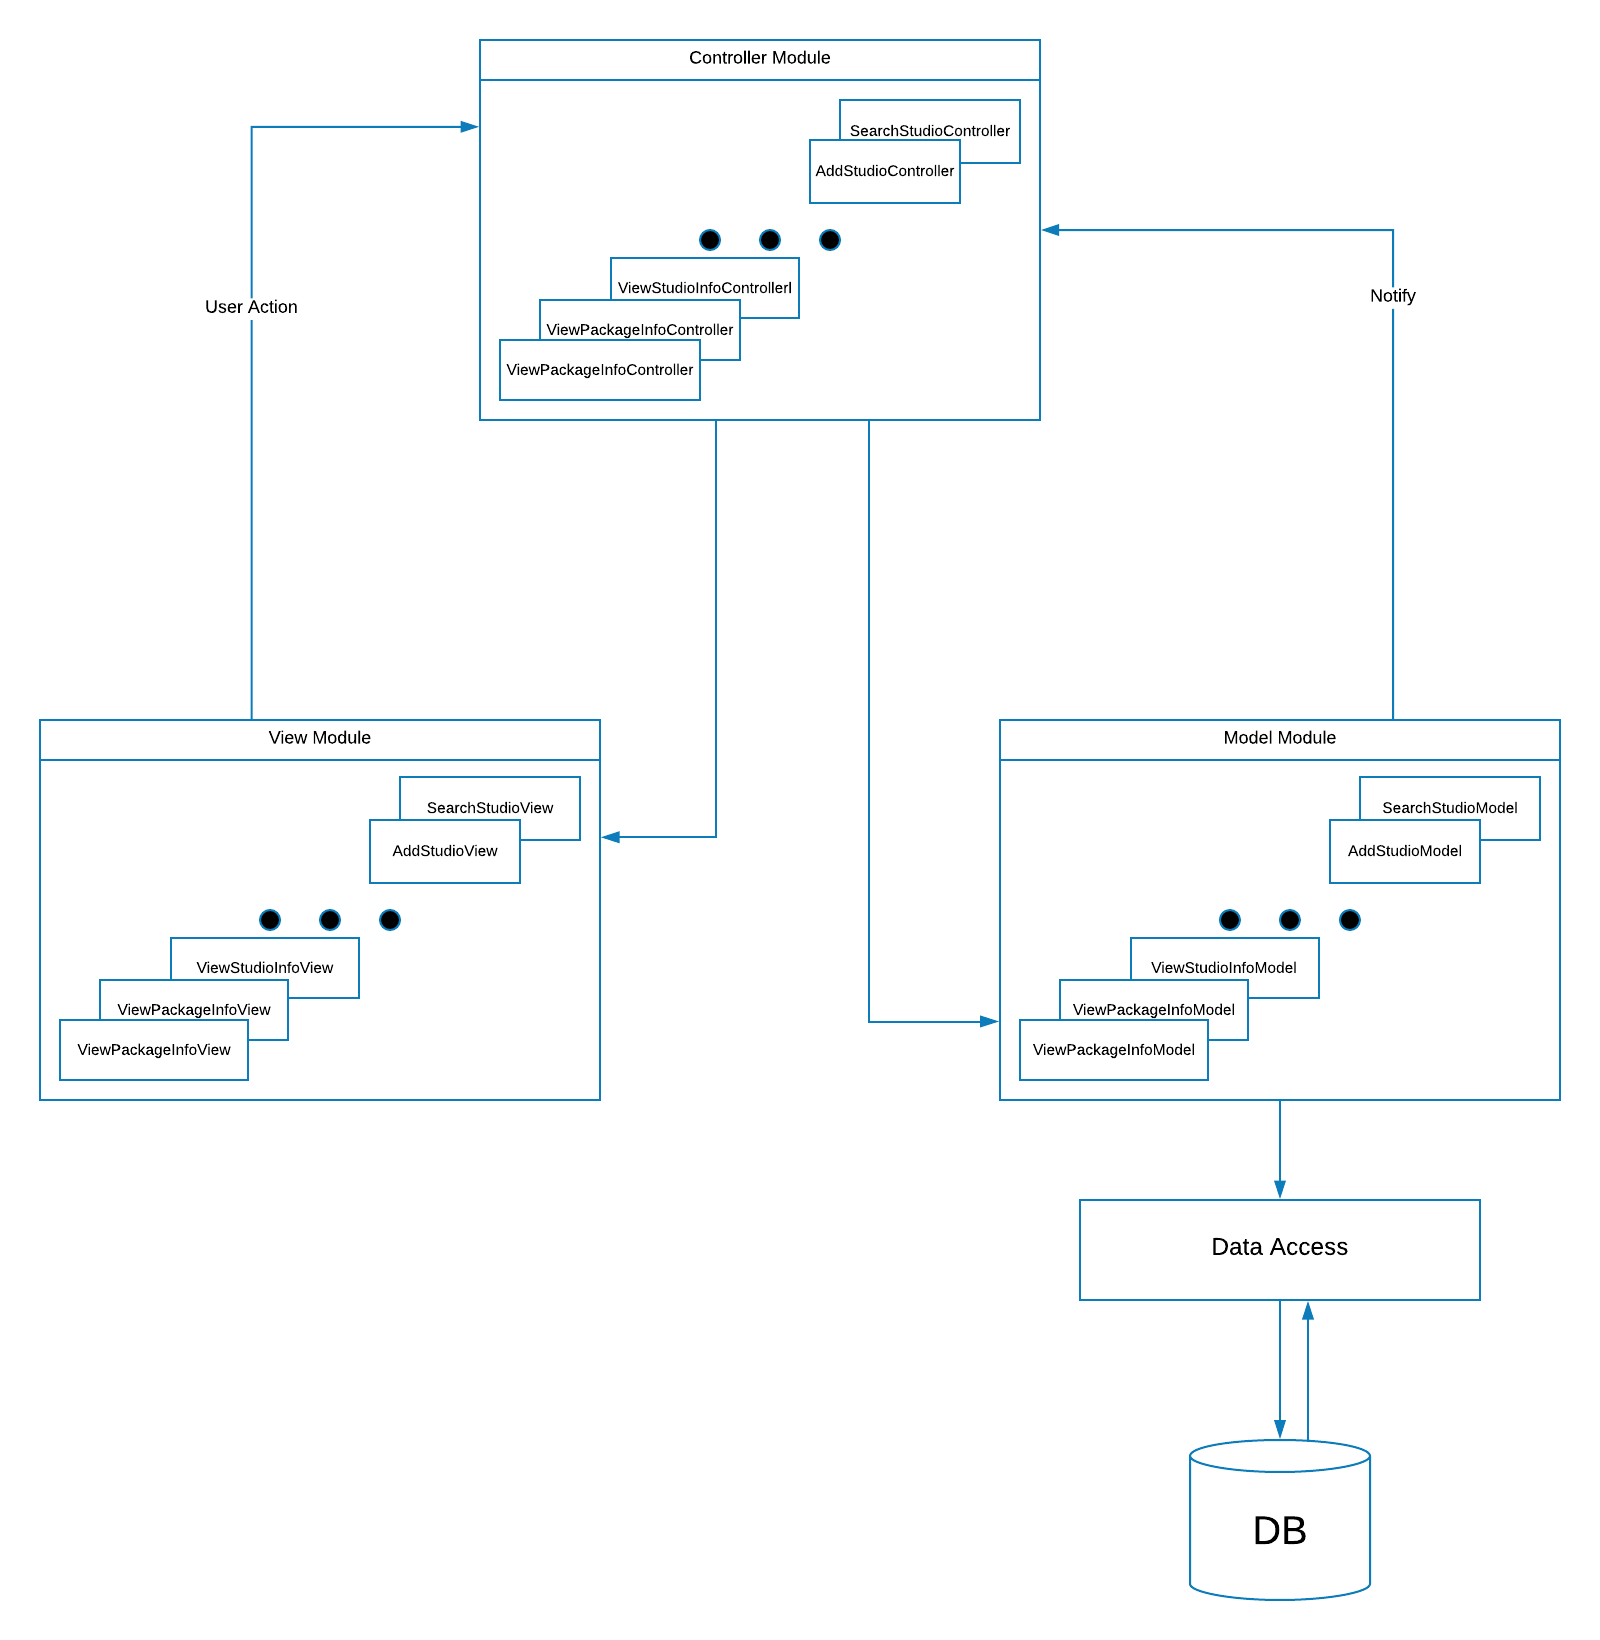 Controller Module
SearchStudioController
AddStudioController
ViewStudioInfoControllerl
ViewPackageInfoController
ViewPackageInfoController
User Action
Notify
View Module
SearchStudioView
AddStudioView
ViewStudioInfoView
ViewPackageInfoView
ViewPackageInfoView
Model Module
SearchStudioModel
AddStudioModel
ViewStudioInfoModel
ViewPackageInfoModel
ViewPackageInfoModel
Data Access
DB